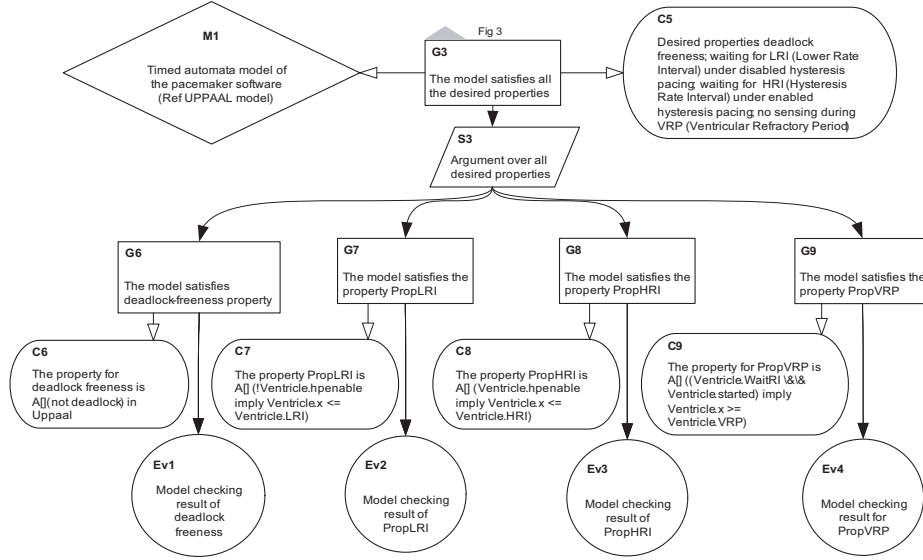 M1
Timed automata model of
the pacemaker software
(Ref UPPAAL model)
Fig 3
G3
The model satisfies all
the desired properties
C5
Desired properties: deadlock
freeness; waiting for LRI (Lower Rate
Interval) under disabled hysteresis
pacing; waiting for HRI (Hysteresis
Rate Interval) under enabled
hysteresis pacing; no sensing during
VRP (Ventricular Refractory Period)
S3
Argument over all
desired properties
G6
The model satisfies
deadlock-freeness property
G7
The model satisfies the
property PropLRI
G8
The model satisfies the
property PropHRI
G9
The model satisfies the
property PropVRP
C6
The property for
deadlock freeness is
A[](not deadlock) in
Uppaal
C7
The property PropLRI is
A[] (!Ventricle.hpenable
imply Ventricle.x <=
Ventricle.LRI)
C8
The property PropHRI is
A[] (Ventricle.hpenable
imply Ventricle.x <=
Ventricle.HRI)
C9
The property for PropVRP is
A[] ((Ventricle.WaitRI \&\&
Ventricle.started) imply
Ventricle.x >=
Ventricle.VRP)
Ev1
Model checking
result of
deadlock
freeness
Ev2
Model checking
result of
PropLRI
Ev3
Model checking
result of
PropHRI
Ev4
Model checking
result for
PropVRP